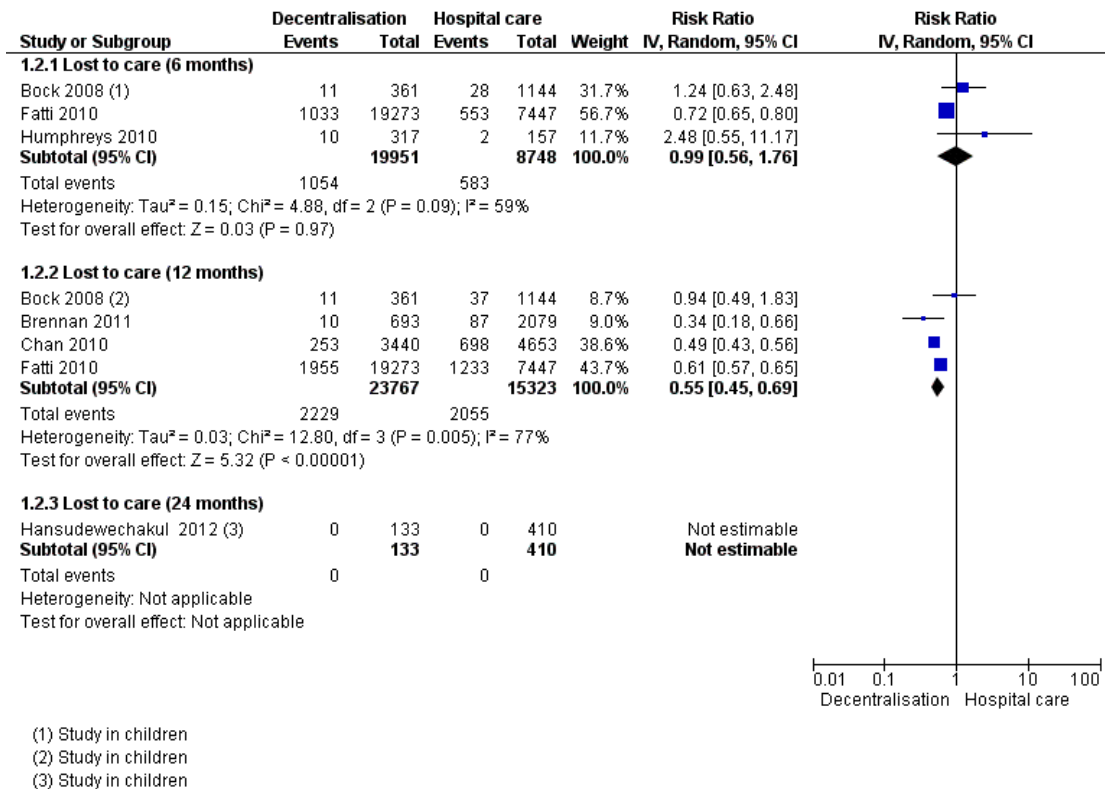 Decentralisation Hospital care Risk Ratio Risk Ratio
Study or Subgroup Events Total Events Total Weight IV, Random, 95% CI IV, Random, 95% CI
1.2.1 Lost to care (6 months)
Bock 2008 (1) 11 361 28 1144 31.7% 1.24 [0.63, 2.48]
Fatti 2010 1033 19273 553 7447 56.7% 0.72 [0.65, 0.80]
Humphreys 2010 10 317 2 157 11.7% 2.48 [0.55, 11.17]
Subtotal (95% CI) 19951 8748 100.0% 0.99 [0.56, 1.76]
Total events 1054 583
Heterogeneity: Tau² = 0.15; Chi² = 4.88, df = 2 (P = 0.09); I² = 59%
Test for overall effect: Z = 0.03 (P = 0.97)
1.2.2 Lost to care (12 months)
Bock 2008 (2) 11 361 37 1144 8.7% 0.94 [0.49, 1.83]
Brennan 2011 10 693 87 2079 9.0% 0.34 [0.18, 0.66]
Chan 2010 253 3440 698 4653 38.6% 0.49 [0.43, 0.56]
Fatti 2010 1955 19273 1233 7447 43.7% 0.61 [0.57, 0.65]
Subtotal (95% CI) 23767 15323 100.0% 0.55 [0.45, 0.69]
Total events 2229 2055
Heterogeneity: Tau² = 0.03; Chi² = 12.80, df = 3 (P = 0.005); I² = 77%
Test for overall effect: Z = 5.32 (P < 0.00001)
1.2.3 Lost to care (24 months)
Hansudewechakul 2012 (3) 0 133 0 410 Not estimable
Subtotal (95% CI) 133 410 Not estimable
Total events 0 0
Heterogeneity: Not applicable
Test for overall effect: Not applicable
0.01 0.1 1 10 100
Decentralisation Hospital care
(1) Study in children
(2) Study in children
(3) Study in children